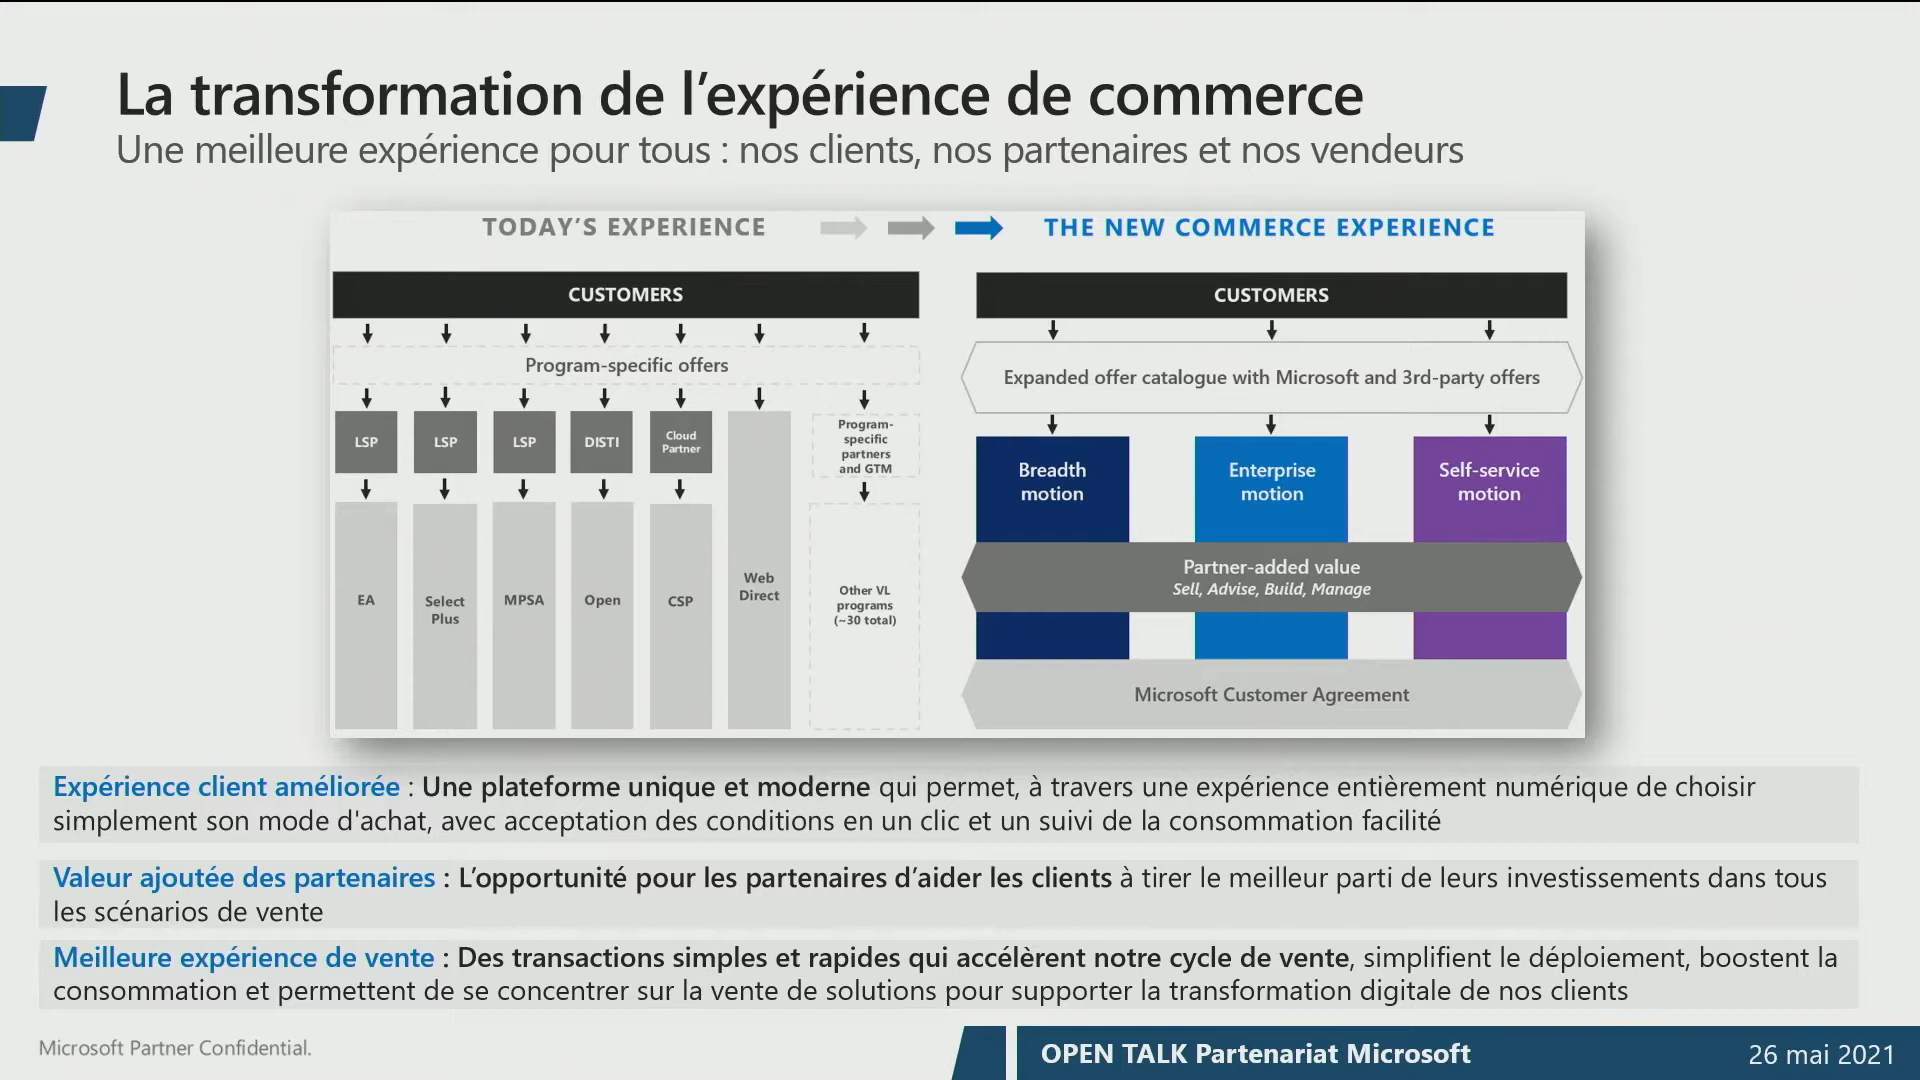 La transformation de l’expérience de commerce
Une meilleure expérience pour tous : nos clients, nos partenaires et nos vendeurs
TODAY’S EXPERIENCE
THE NEW COMMERCE EXPERIENCE
CUSTOMERS
Program-specific offers
LSP
LSP
LSP
DISTI
Cloud
Partner
Program-
specific
partners
and GTM
EA
Select
Plus
MPSA
Open
CSP
Web
Direct
Other VL
programs
(~30 total)
CUSTOMERS
Expanded offer catalogue with Microsoft and 3rd-party offers
Breadth
motion
Enterprise
motion
Self-service
motion
Partner-added value
Sell, Advise, Build, Manage
Microsoft Customer Agreement
Expérience client améliorée : Une plateforme unique et moderne qui permet, à travers une expérience entièrement numérique de choisir
simplement son mode d'achat, avec acceptation des conditions en un clic et un suivi de la consommation facilité
Valeur ajoutée des partenaires : L’opportunité pour les partenaires d’aider les clients à tirer le meilleur parti de leurs investissements dans tous
les scénarios de vente
Meilleure expérience de vente : Des transactions simples et rapides qui accélèrent notre cycle de vente, simplifient le déploiement, boostent la
consommation et permettent de se concentrer sur la vente de solutions pour supporter la transformation digitale de nos clients
Microsoft Partner Confidential.
OPEN TALK Partenariat Microsoft
26 mai 2021